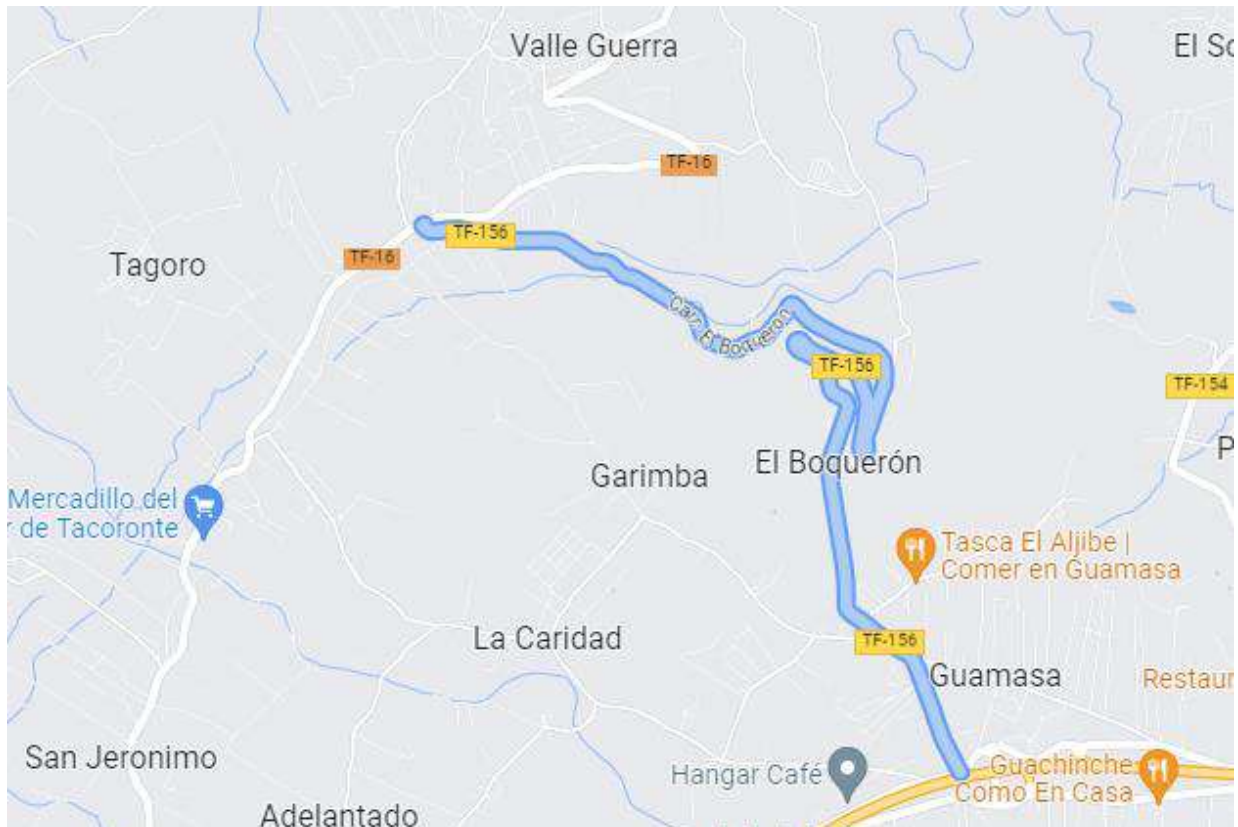 Valle Guerra
El Sc
TF-16
TF-156
TF-16
Tagoro
Carr. El Boquerón
TF-156
TF-154
El Boquerón
P
Garimba
Mercadillo del
r de Tacoronte
Tasca El Aljibe |
Comer en Guamasa
La Caridad
TF-156
Guamasa
Restaur
San Jeronimo
Hangar Café
Guachinche
Como En Casa
Adelantado